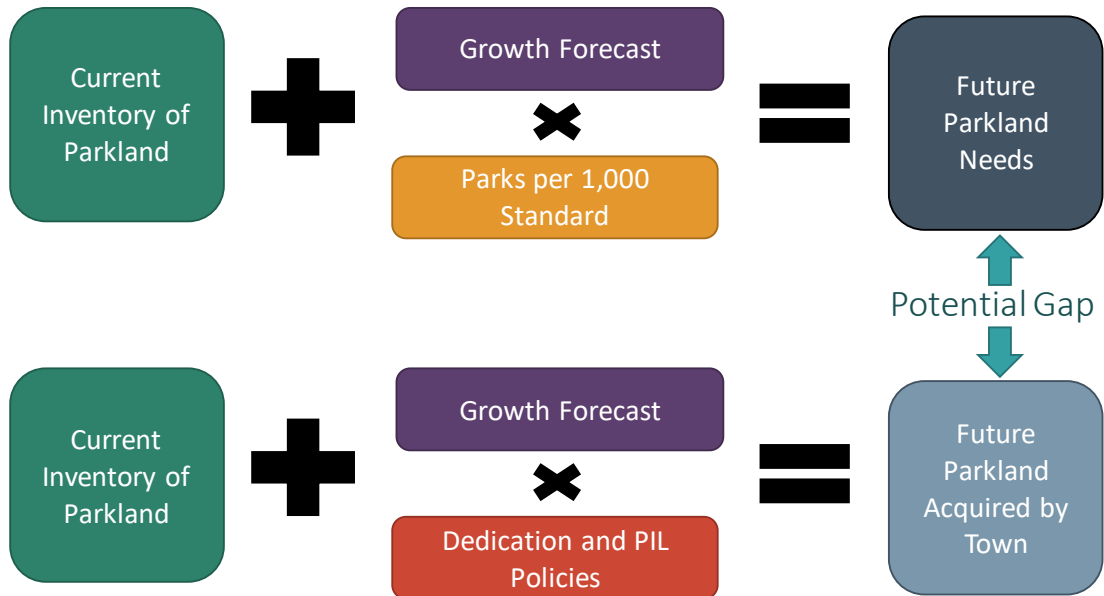 Current
Inventory of
Parkland
Growth Forecast
Parks per 1,000
Standard
Future
Parkland
Needs
Potential Gap
Current
Inventory of
Parkland
Growth Forecast
Dedication and PIL
Policies
Future
Parkland
Acquired by
Town